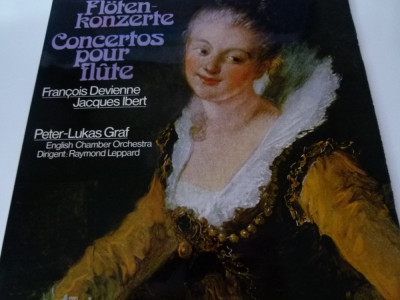 Flöten-
konzerte
Concertos
pour
flûte
François Devienne
Jacques Ibert
Peter-Lukas Graf
English Chamber Orchestra
Dirigent: Raymond Leppard